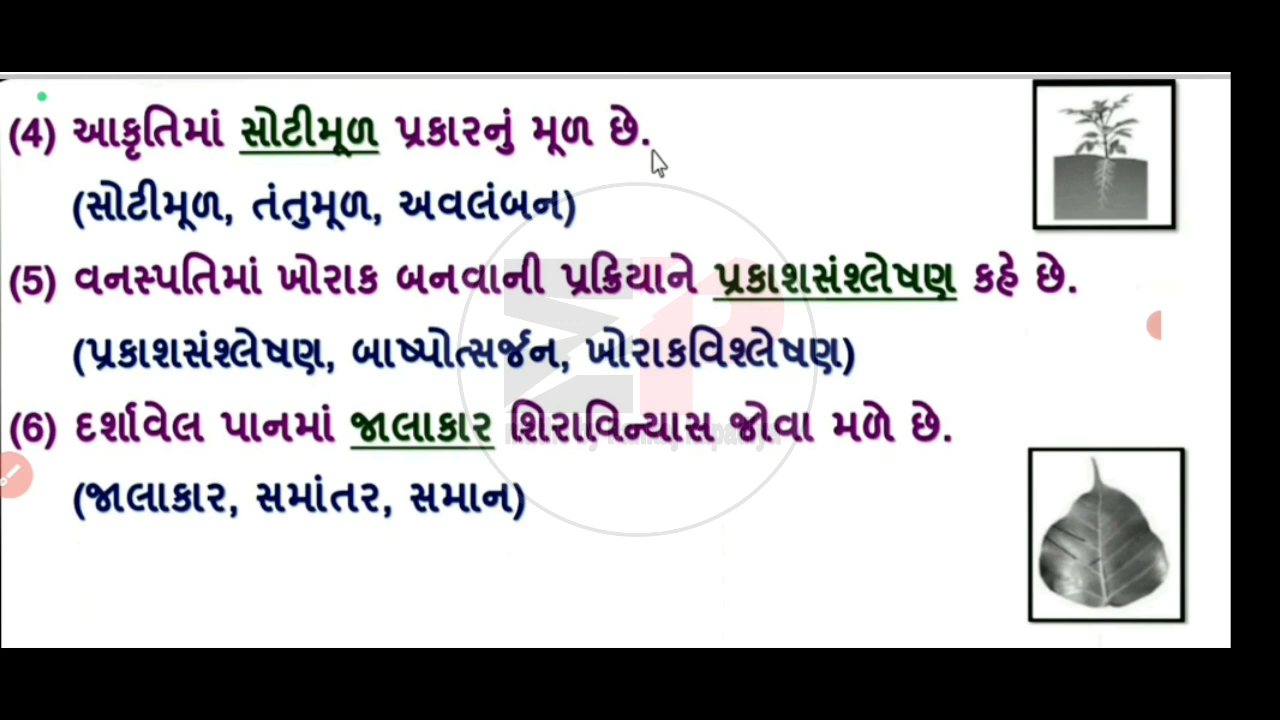 (4) આકૃતિમાં સોટીમૂળ પ્રકારનું મૂળ છે.
(સોટીમૂળ, તંતુમૂળ, અવલંબન)
(5) વનસ્પતિમાં ખોરાક બનવાની પ્રક્રિયાને પ્રકાશસંશ્લેષણ કહે છે.
(પ્રકાશસંશ્લેષણ, બાષ્પોત્સર્જન, ખોરાકવિશ્લેષણ)
(6) દર્શાવેલ પાનમાં જાલાકાર શિરાવિન્યાસ જોવા મળે છે.
(જાલાકાર, સમાંતર, સમાન)